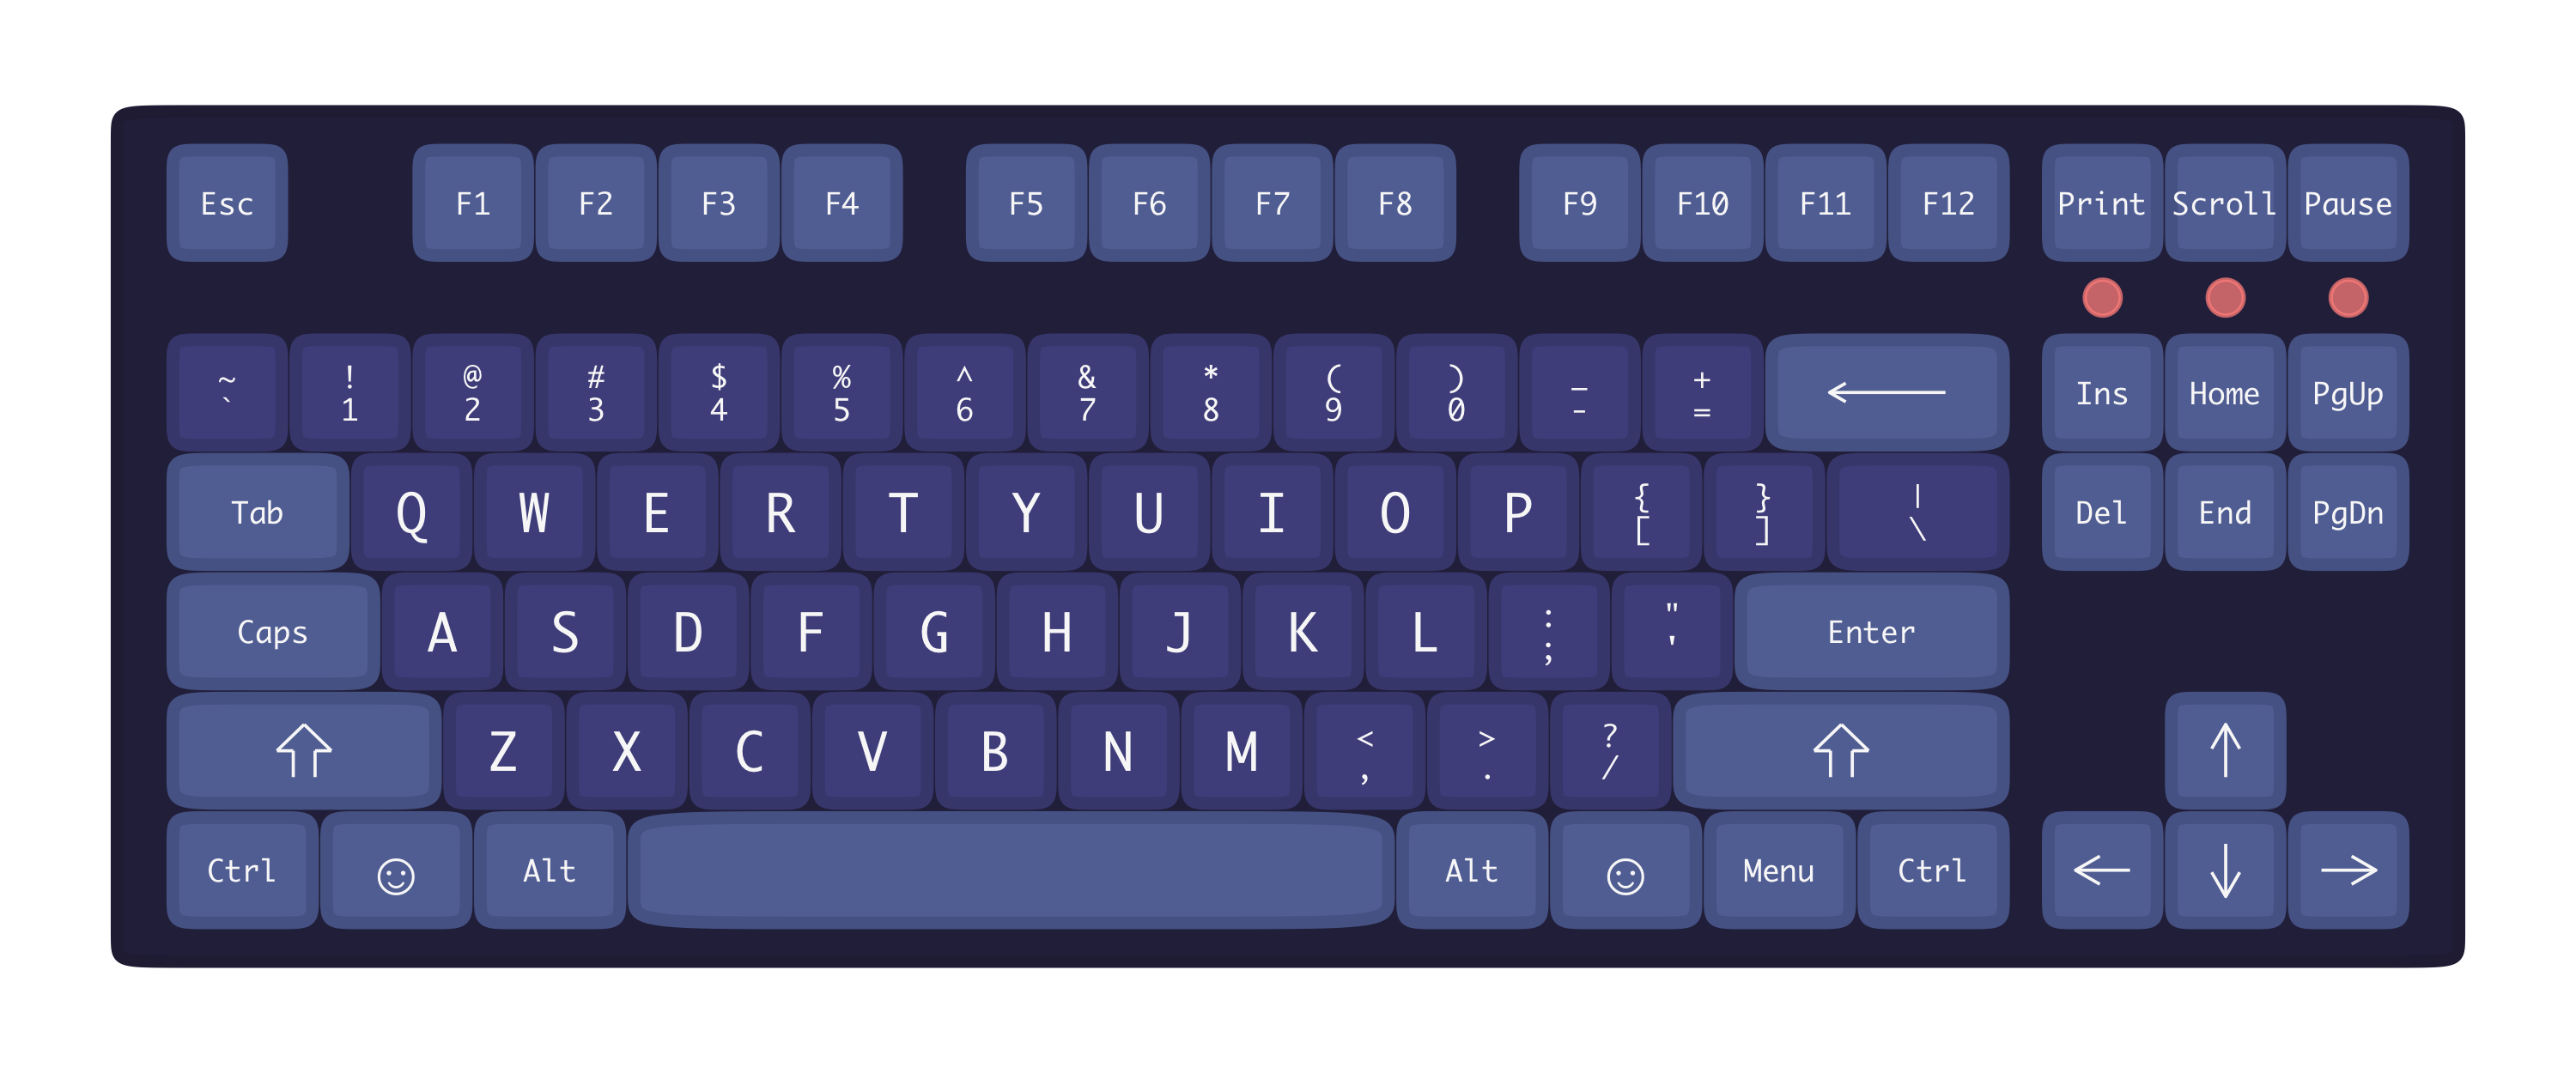 Esc F1 F2 F3 F4 F5 F6 F7 F8 F9 F10 F11 F12 Print Scroll Pause
~ ! @ # $ % ^ & * ( ) _ +
` 1 2 3 4 5 6 7 8 9 0 - = ← Ins Home PgUp
Tab Q W E R T Y U I O P { } | Del End PgDn
[ ] \
Caps A S D F G H J K L : " Enter
; '
⇧ Z X C V B N M < > ? ⇧ ↑
, . /
Ctrl ☺ Alt Alt ☺ Menu Ctrl ← ↓ →